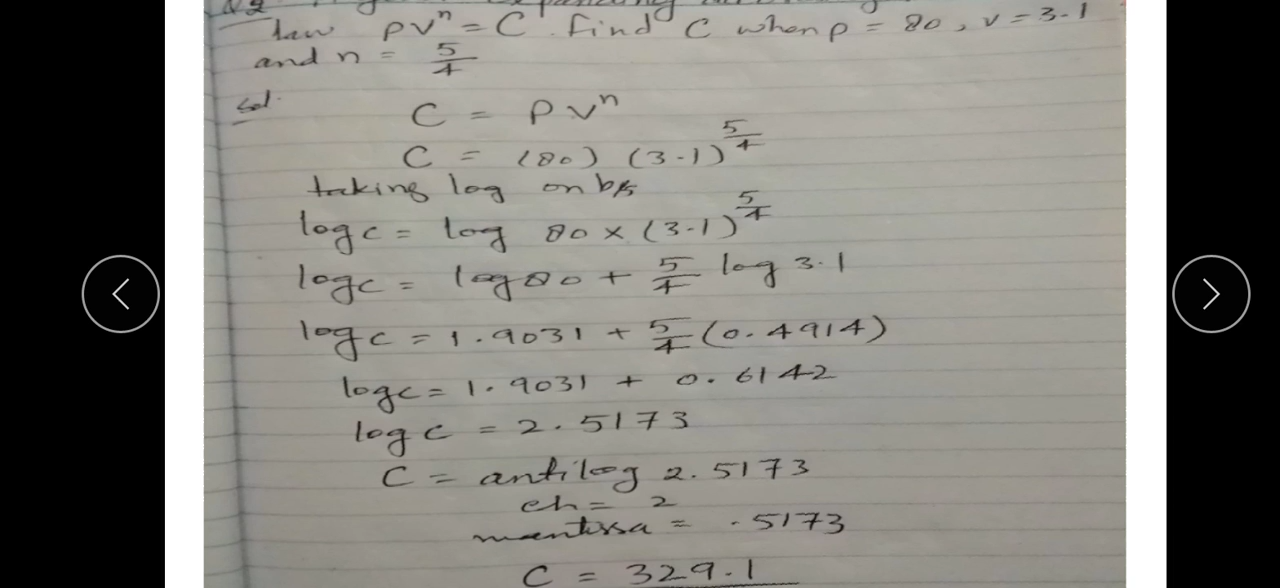 law pvⁿ = C. find C when p = 80, v = 3.1
and n = 5/4
Sol.
C = P vⁿ
C = (80) (3.1)^5/4
taking log on b/s
log c = log 80 × (3.1)^5/4
log c = log 80 + 5/4 log 3.1
log c = 1.9031 + 5/4 (0.4914)
log c = 1.9031 + 0.6142
log c = 2.5173
C = antilog 2.5173
ch = 2
mantissa = .5173
C = 329.1